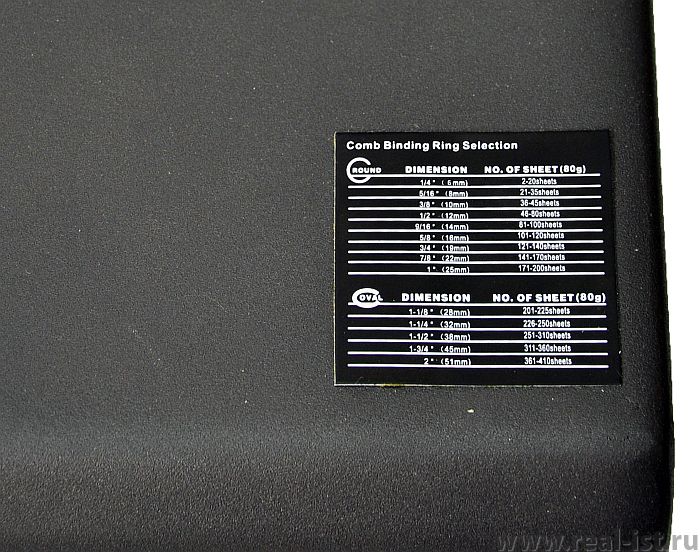 Comb Binding Ring Selection
ROUND DIMENSION NO. OF SHEET(80g)
1/4" (6mm) 2-20sheets
5/16" (8mm) 21-35sheets
3/8" (10mm) 36-45sheets
1/2" (12mm) 46-80sheets
9/16" (14mm) 81-100sheets
5/8" (16mm) 101-120sheets
3/4" (19mm) 121-140sheets
7/8" (22mm) 141-170sheets
1" (25mm) 171-200sheets
OVAL DIMENSION NO. OF SHEET(80g)
1-1/8" (28mm) 201-225sheets
1-1/4" (32mm) 226-250sheets
1-1/2" (38mm) 251-310sheets
1-3/4" (45mm) 311-360sheets
2" (51mm) 361-410sheets
www.real-ist.ru